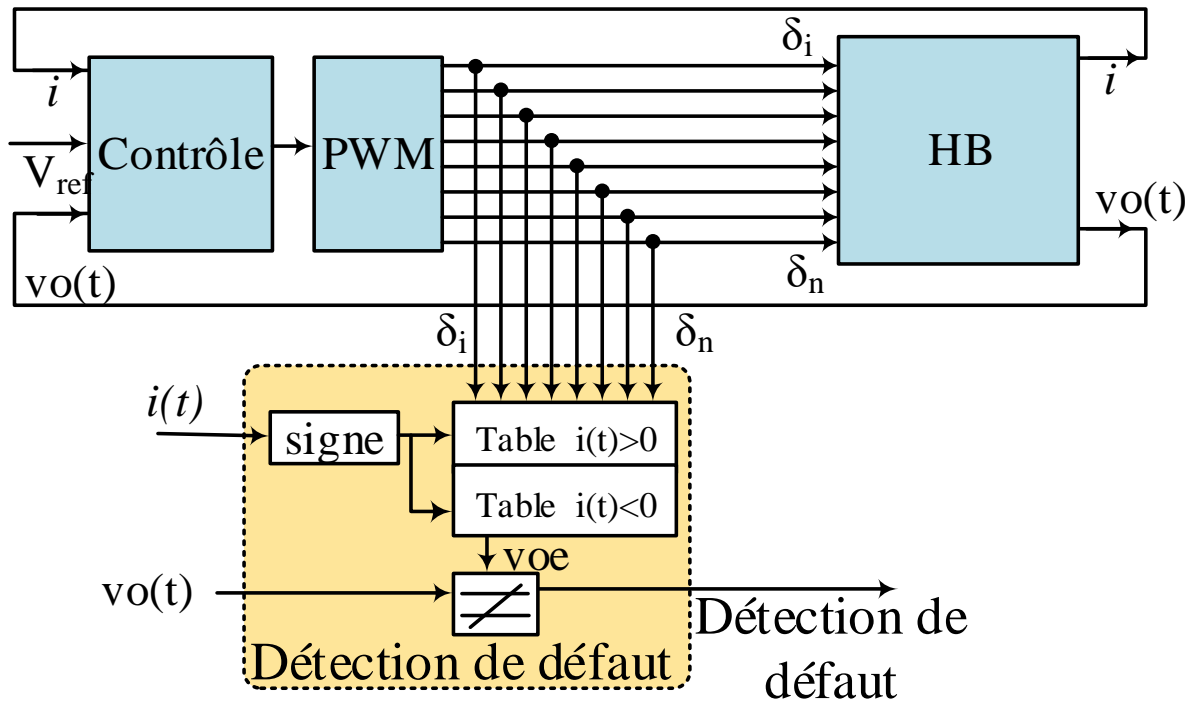 δi
i
i
Contrôle
PWM
HB
Vref
vo(t)
vo(t)
δn
δi
δn
i(t)
signe
Table i(t)>0
Table i(t)<0
voe
vo(t)
≠
Détection de défaut
Détection de
défaut